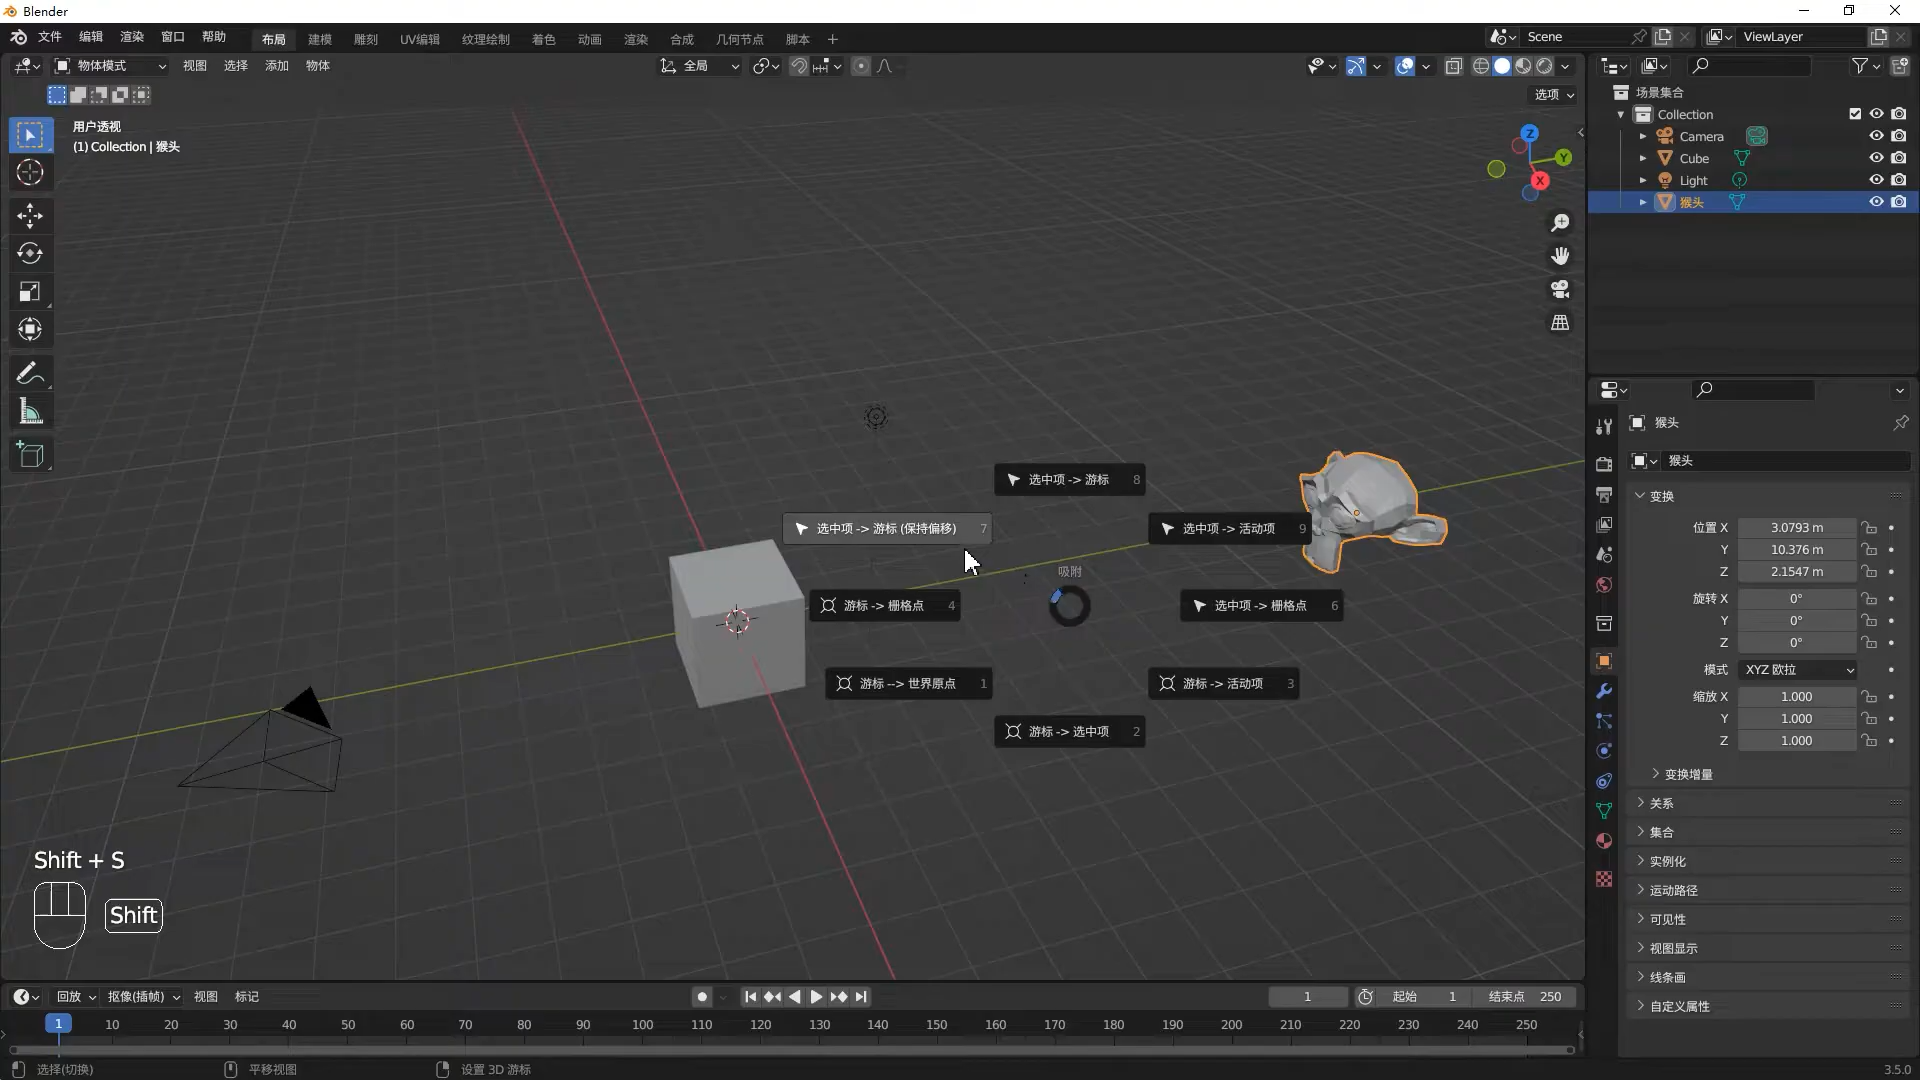 Blender
文件 编辑 渲染 窗口 帮助 布局 建模 雕刻 UV编辑 纹理绘制 着色 动画 渲染 合成 几何节点 脚本 + Scene ViewLayer
物体模式 视图 选择 添加 物体 全局
选项
用户透视
(1) Collection | 猴头
Z
Y
X
场景集合
Collection
Camera
Cube
Light
猴头
选中项 -> 游标 8
选中项 -> 游标 (保持偏移) 7
选中项 -> 活动项 9
吸附
游标 -> 栅格点 4
选中项 -> 栅格点 6
游标 --> 世界原点 1
游标 -> 活动项 3
游标 -> 选中项 2
猴头
猴头
变换
位置 X 3.0793 m
Y 10.376 m
Z 2.1547 m
旋转 X 0°
Y 0°
Z 0°
模式 XYZ 欧拉
缩放 X 1.000
Y 1.000
Z 1.000
变换增量
关系
集合
实例化
运动路径
可见性
视图显示
线条画
自定义属性
Shift + S
Shift
回放 抠像(插帧) 视图 标记 1 起始 1 结束点 250
1 10 20 30 40 50 60 70 80 90 100 110 120 130 140 150 160 170 180 190 200 210 220 230 240 250
选择(切换) 平移视图 设置 3D 游标 3.5.0